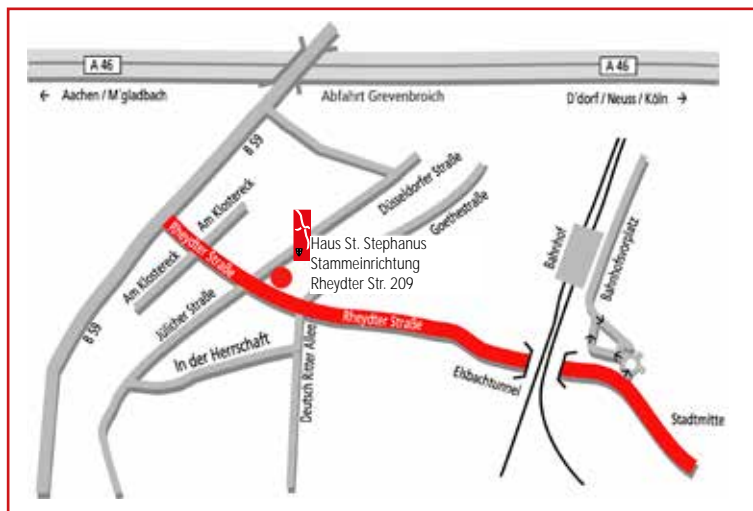 A 46
A 46
← Aachen / M'gladbach
Abfahrt Grevenbroich
D'dorf / Neuss / Köln →
B 59
Düsseldorfer Straße
Am Klostereck
Goethestraße
Rheydter Straße
Haus St. Stephanus
Stammeinrichtung
Rheydter Str. 209
Bahnhof
Bahnhofsvorplatz
Am Klostereck
Jülicher Straße
Rheydter Straße
B 59
In der Herrschaft
Deutsch Ritter Allee
Elsbachtunnel
Stadtmitte